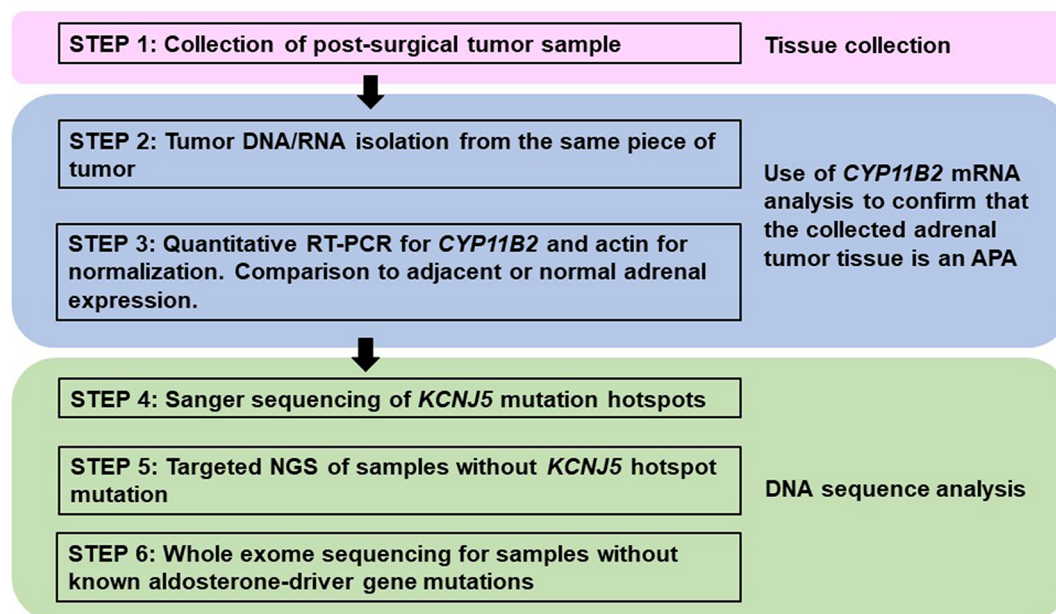 STEP 1: Collection of post-surgical tumor sample
Tissue collection
STEP 2: Tumor DNA/RNA isolation from the same piece of
tumor
STEP 3: Quantitative RT-PCR for CYP11B2 and actin for
normalization. Comparison to adjacent or normal adrenal
expression.
Use of CYP11B2 mRNA
analysis to confirm that
the collected adrenal
tumor tissue is an APA
STEP 4: Sanger sequencing of KCNJ5 mutation hotspots
STEP 5: Targeted NGS of samples without KCNJ5 hotspot
mutation
STEP 6: Whole exome sequencing for samples without
known aldosterone-driver gene mutations
DNA sequence analysis